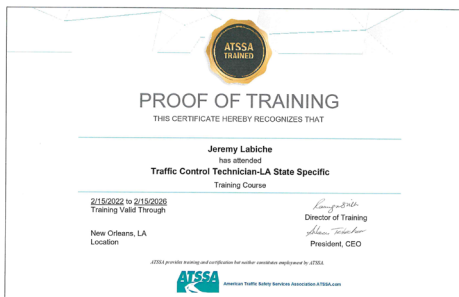 ATSSA
TRAINED
PROOF OF TRAINING
THIS CERTIFICATE HEREBY RECOGNIZES THAT
Jeremy Labiche
has attended
Traffic Control Technician-LA State Specific
Training Course
2/15/2022 to 2/15/2026
Training Valid Through
Director of Training
New Orleans, LA
Location
President, CEO
ATSSA provides training and certification but neither constitutes employment by ATSSA.
ATSSA
American Traffic Safety Services Association-ATSSA.com